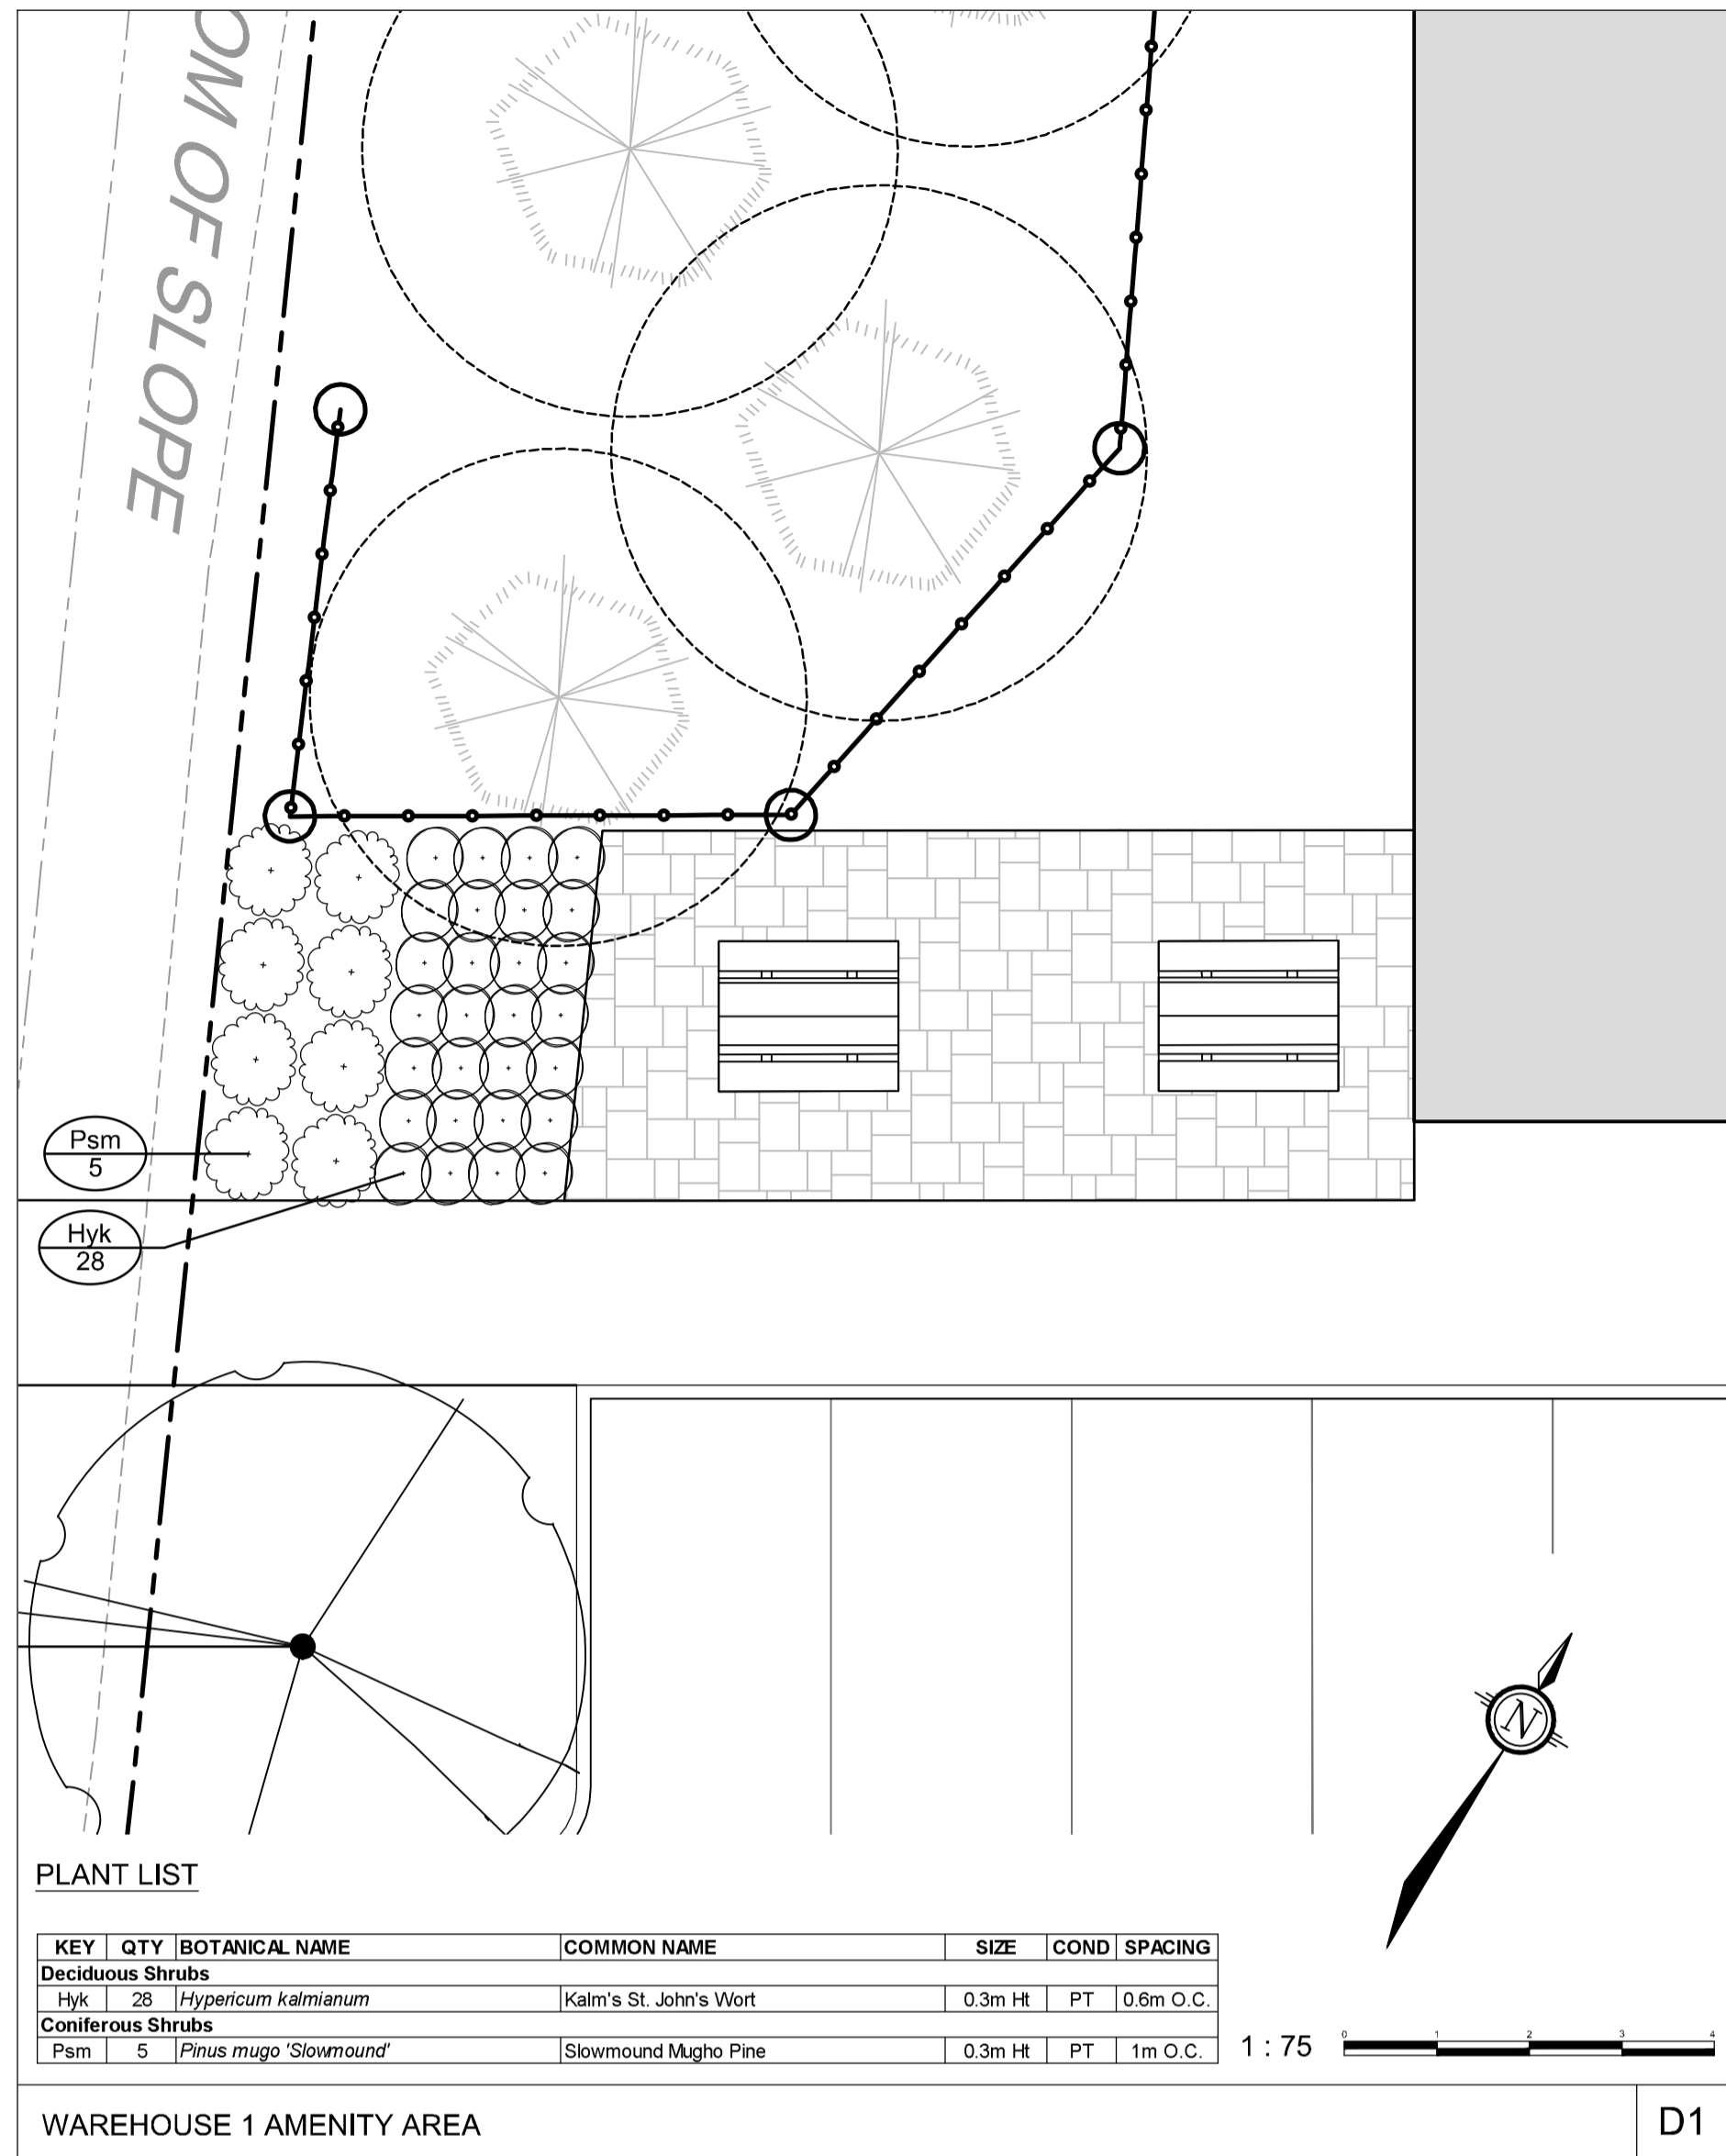 OM OF SLOPE
Psm
5
Hyk
28
N
PLANT LIST
KEY QTY BOTANICAL NAME COMMON NAME SIZE COND SPACING
Deciduous Shrubs
Hyk 28 Hypericum kalmianum Kalm's St. John's Wort 0.3m Ht PT 0.6m O.C.
Coniferous Shrubs
Psm 5 Pinus mugo 'Slowmound' Slowmound Mugho Pine 0.3m Ht PT 1m O.C.
1 : 75 0 1 2 3 4
WAREHOUSE 1 AMENITY AREA D1